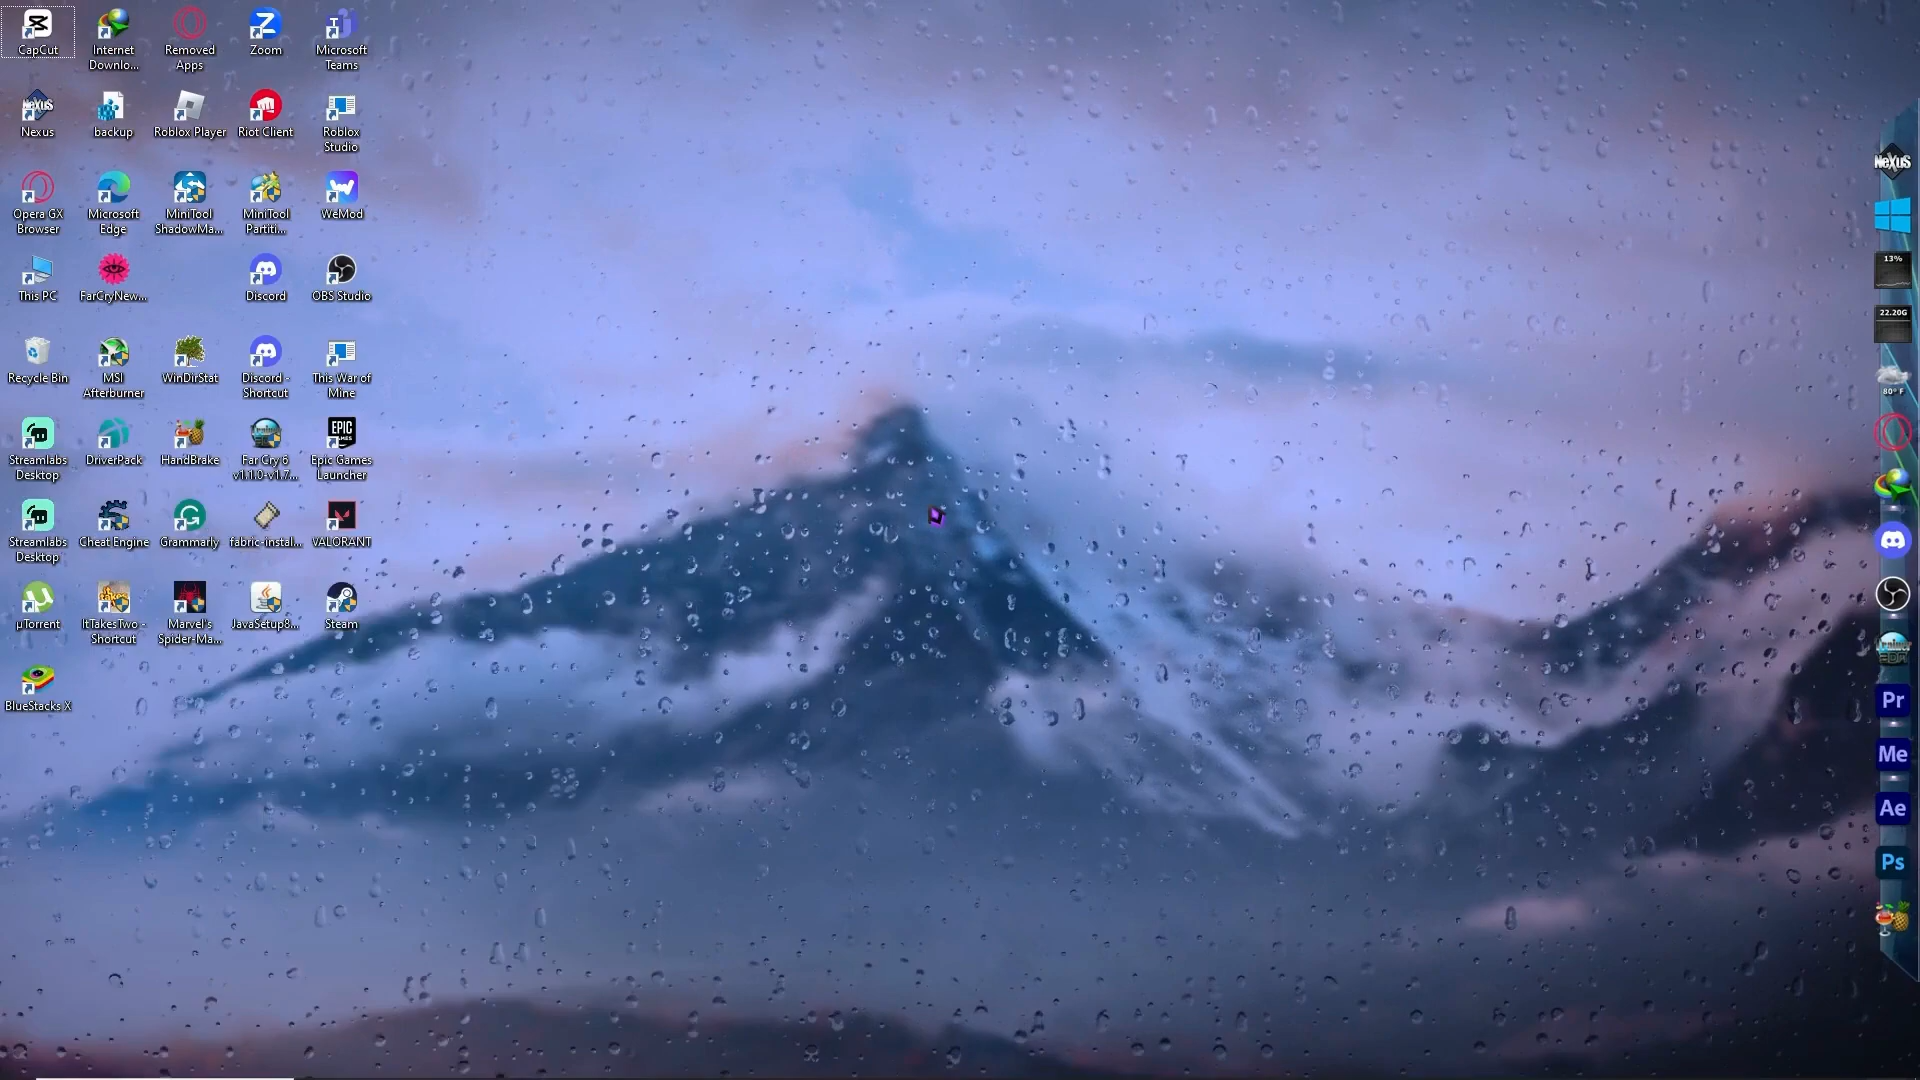 CapCut
Internet
Downlo...
Removed
Apps
Zoom
Microsoft
Teams
Nexus
backup
Roblox Player
Riot Client
Roblox
Studio
Opera GX
Browser
Microsoft
Edge
MiniTool
ShadowMa...
MiniTool
Partiti...
WeMod
This PC
FarCryNew...
Discord
OBS Studio
Recycle Bin
MSI
Afterburner
WinDirStat
Discord -
Shortcut
This War of
Mine
Streamlabs
Desktop
DriverPack
HandBrake
Far Cry 6
v1.1.0-v1.7...
EPIC
GAMES
Epic Games
Launcher
Streamlabs
Desktop
Cheat Engine
Grammarly
fabric-instal...
VALORANT
µTorrent
ItTakesTwo -
Shortcut
Marvel's
Spider-Ma...
JavaSetup8...
Steam
BlueStacks X
NeXuS
13%
22.20G
80° F
Pr
Me
Ae
Ps